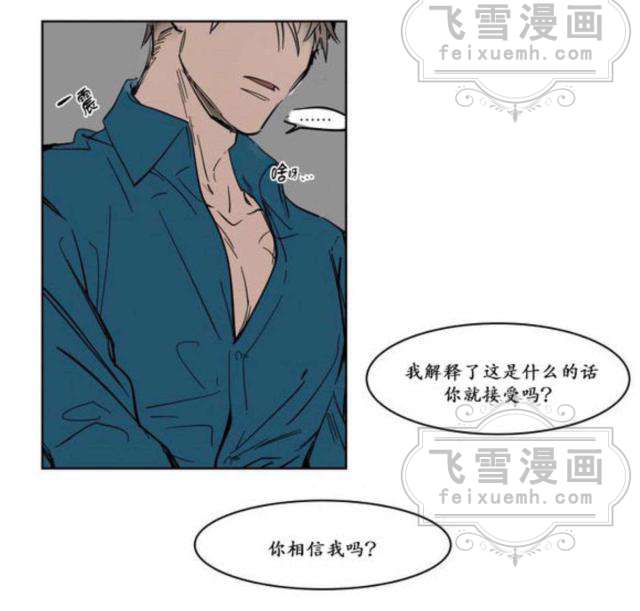 飞雪漫画
feixuemh.com
一震
……
啥呀…
我解释了这是什么的话
你就接受吗?
飞雪漫画
feixuemh.com
你相信我吗?